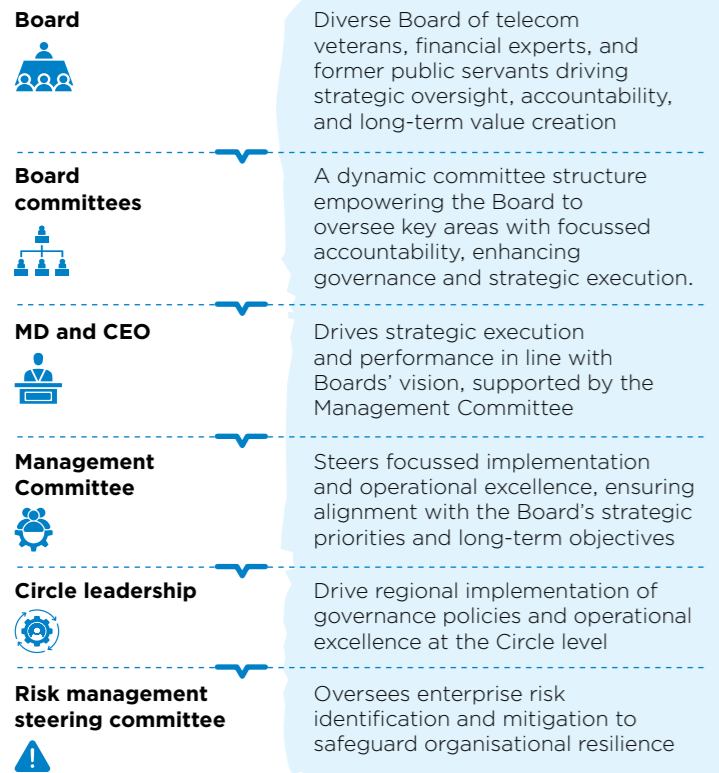 Board
Diverse Board of telecom
veterans, financial experts, and
former public servants driving
strategic oversight, accountability,
and long-term value creation
Board
committees
A dynamic committee structure
empowering the Board to
oversee key areas with focussed
accountability, enhancing
governance and strategic execution.
MD and CEO
Drives strategic execution
and performance in line with
Boards’ vision, supported by the
Management Committee
Management
Committee
Steers focussed implementation
and operational excellence, ensuring
alignment with the Board’s strategic
priorities and long-term objectives
Circle leadership
Drive regional implementation of
governance policies and operational
excellence at the Circle level
Risk management
steering committee
Oversees enterprise risk
identification and mitigation to
safeguard organisational resilience